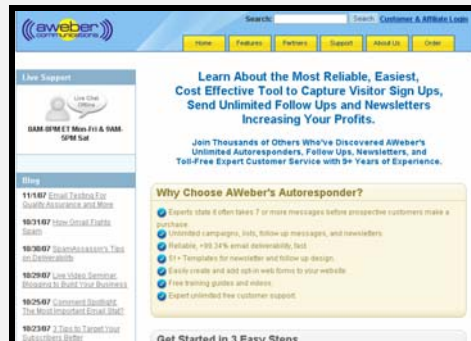 Search: Search Customer & Affiliate Login
aweber
communications
Home Features Partners Support About Us Order
Live Support
Live Chat
Offline
8AM-8PM ET Mon-Fri & 9AM-
5PM Sat
Blog
11/1/07 Email Testing For
Quality Assurance and More
10/31/07 How Gmail Fights
Spam
10/30/07 SpamAssassin's Tips
on Deliverability
10/29/07 Live Video Seminar:
Blogging to Build Your Business
10/25/07 Comment Spotlight:
The Most Important Email Stat?
10/23/07 3 Tips to Target Your
Subscribers Better
Learn About the Most Reliable, Easiest,
Cost Effective Tool to Capture Visitor Sign Ups,
Send Unlimited Follow Ups and Newsletters
Increasing Your Profits.
Join Thousands of Others Who've Discovered AWeber's
Unlimited Autoresponders, Follow Ups, Newsletters, and
Toll-Free Expert Customer Service with 9+ Years of Experience.
Why Choose AWeber's Autoresponder?
Experts state it often takes 7 or more messages before prospective customers make a
purchase.
Unlimited campaigns, lists, follow up messages, and newsletters.
Reliable, +99.34% email deliverability, fast.
51+ Templates for newsletter and follow up design.
Easily create and add opt-in web forms to your website.
Free training guides and videos.
Expert unlimited free customer support.
Get Started in 3 Easy Steps